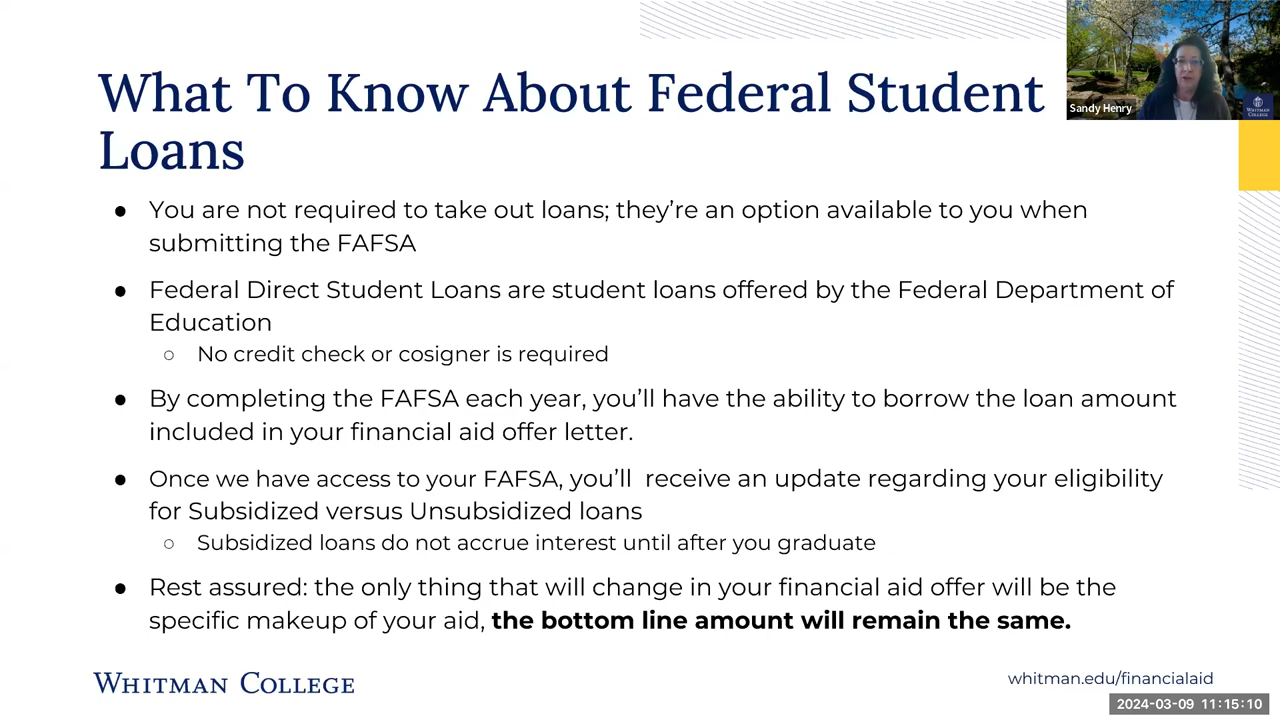 What To Know About Federal Student
Loans
Sandy Henry
WHITMAN
COLLEGE
● You are not required to take out loans; they’re an option available to you when
submitting the FAFSA
● Federal Direct Student Loans are student loans offered by the Federal Department of
Education
○ No credit check or cosigner is required
● By completing the FAFSA each year, you’ll have the ability to borrow the loan amount
included in your financial aid offer letter.
● Once we have access to your FAFSA, you’ll  receive an update regarding your eligibility
for Subsidized versus Unsubsidized loans
○ Subsidized loans do not accrue interest until after you graduate
● Rest assured: the only thing that will change in your financial aid offer will be the
specific makeup of your aid, the bottom line amount will remain the same.
WHITMAN COLLEGE
whitman.edu/financialaid
2024-03-09 11:15:10